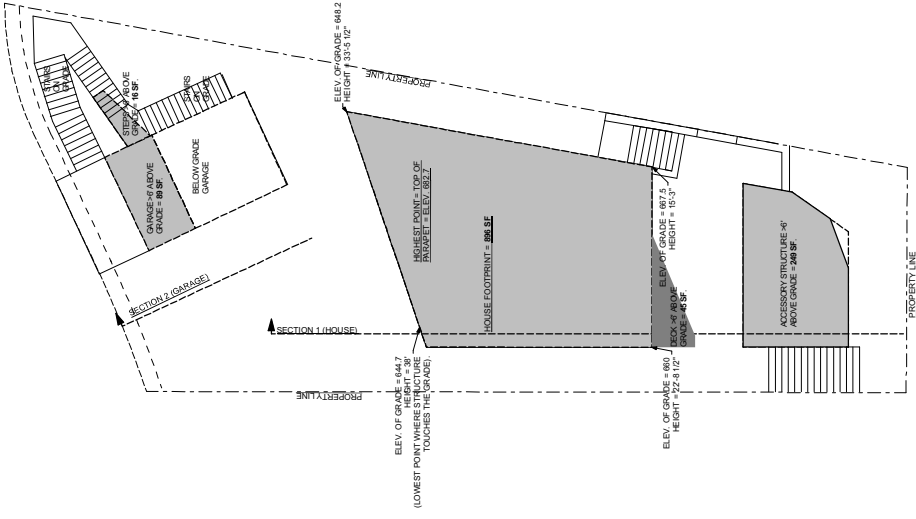 STAIRS
ON
GRADE
STEPS >6' ABOVE
GRADE = 16 SF.
STAIRS
ON
GRADE
GARAGE >6' ABOVE
GRADE = 89 SF.
BELOW GRADE
GARAGE
SECTION 2 (GARAGE)
ELEV. OF GRADE = 648.2
HEIGHT = 33'-5 1/2"
PROPERTY LINE
HIGHEST POINT = TOP OF
PARAPET = ELEV. 682.7
HOUSE FOOTPRINT = 896 SF.
SECTION 1 (HOUSE)
ELEV. OF GRADE = 644.7
HEIGHT = 38'
(LOWEST POINT WHERE STRUCTURE
TOUCHES THE GRADE).
PROPERTY LINE
ELEV. OF GRADE = 667.5
HEIGHT = 15'-3"
DECK >6' ABOVE
GRADE = 45 SF.
ELEV. OF GRADE = 660
HEIGHT = 22'-8 1/2"
ACCESSORY STRUCTURE >6'
ABOVE GRADE = 249 SF.
PROPERTY LINE